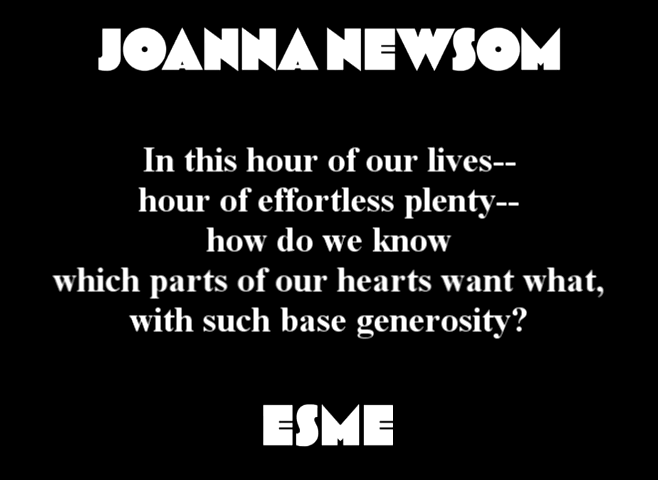 JOANNA NEWSOM
In this hour of our lives--
hour of effortless plenty--
how do we know
which parts of our hearts want what,
with such base generosity?
ESME